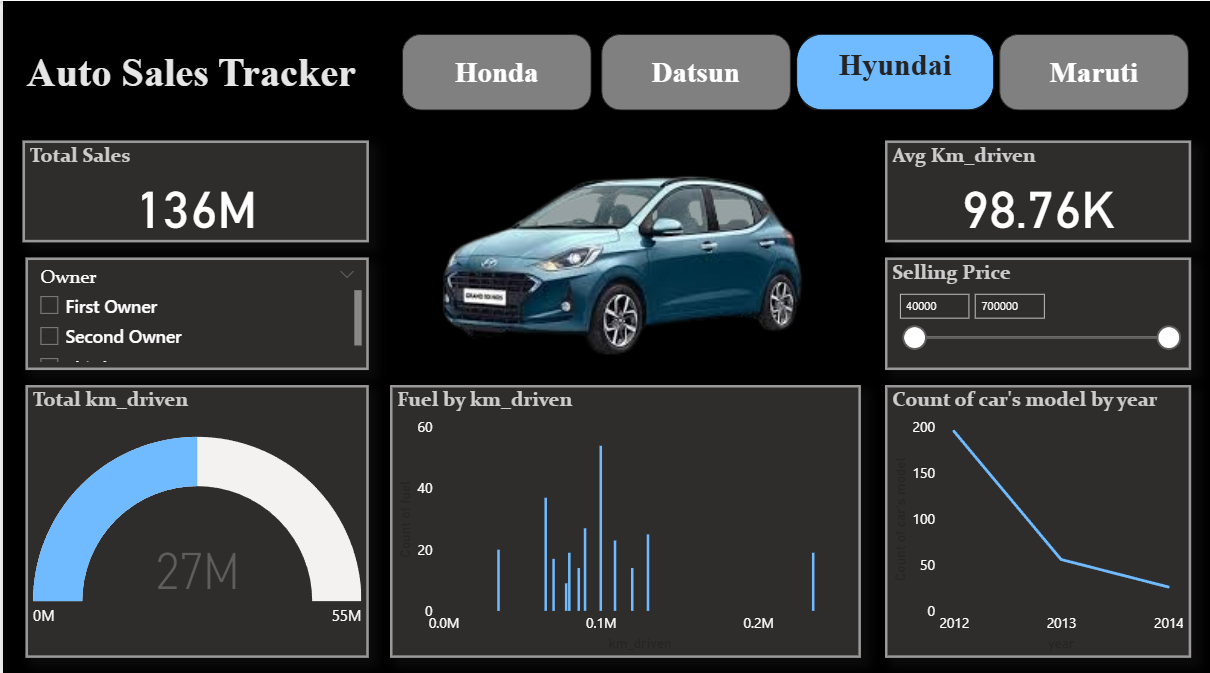 Auto Sales Tracker
Honda
Datsun
Hyundai
Maruti
Total Sales
136M
Avg Km_driven
98.76K
Owner
First Owner
Second Owner
Selling Price
40000
700000
Total km_driven
27M
0M
55M
Fuel by km_driven
60
40
20
0
0.0M
0.1M
0.2M
Count of fuel
km_driven
Count of car's model by year
200
150
100
50
0
2012
2013
2014
Count of car's model
year